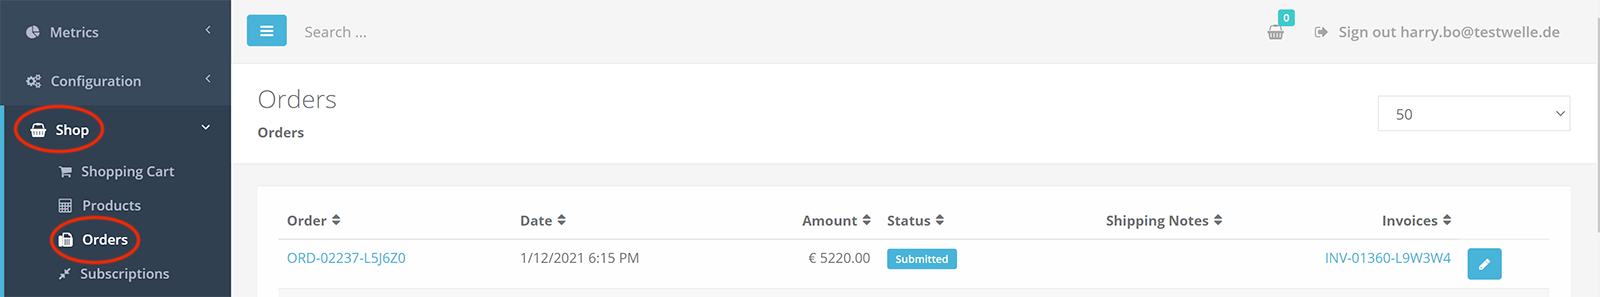 Metrics
Configuration
Shop
Shopping Cart
Products
Orders
Subscriptions
Search ...
0
Sign out harry.bo@testwelle.de
Orders
Orders
50
Order Date Amount Status Shipping Notes Invoices
ORD-02237-L5J6Z0 1/12/2021 6:15 PM € 5220.00 Submitted INV-01360-L9W3W4